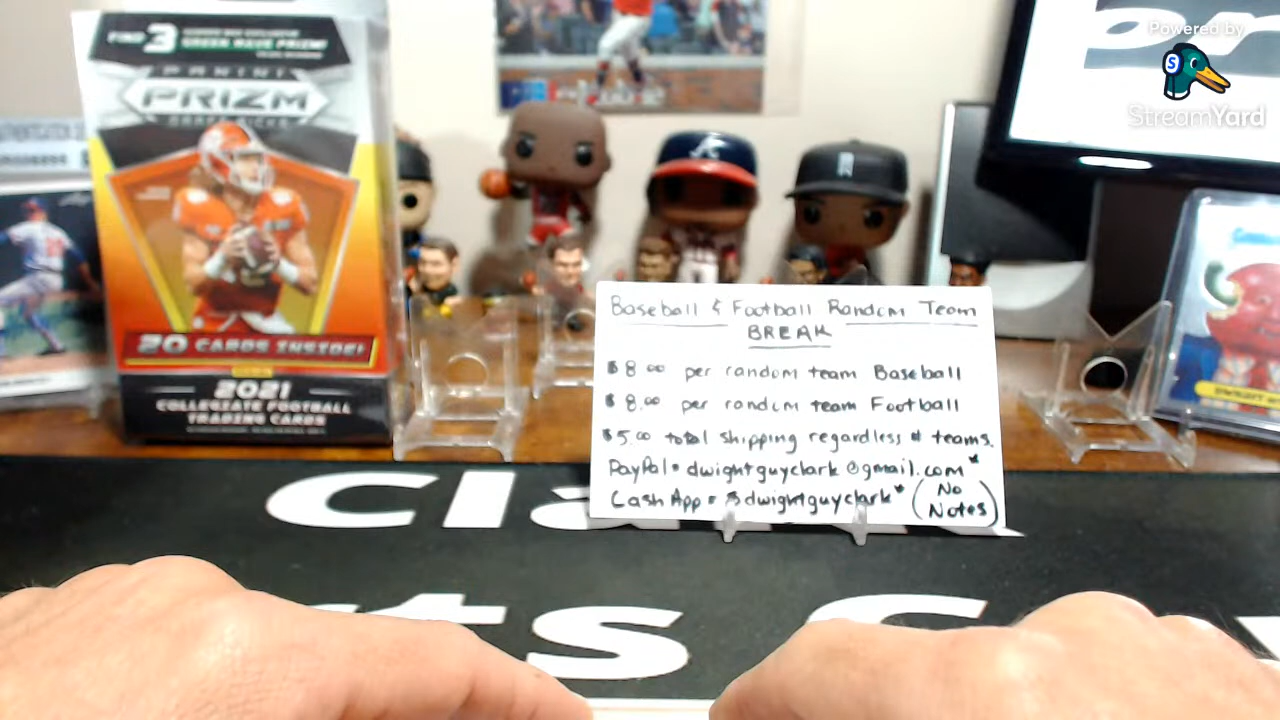 Powered by
StreamYard
FIND 3
GREEN WAVE PRIZM!
PANINI
PRIZM
DRAFT PICKS
20 CARDS INSIDE!
2021
COLLEGIATE FOOTBALL
TRADING CARDS
Baseball & Football Random Team
BREAK
$8.00 per random team Baseball
$8.00 per random team Football
$5.00 total shipping regardless # teams.
PayPal = dwightguyclark@gmail.com*
Cash App = $dwightguyclark* (No Notes)